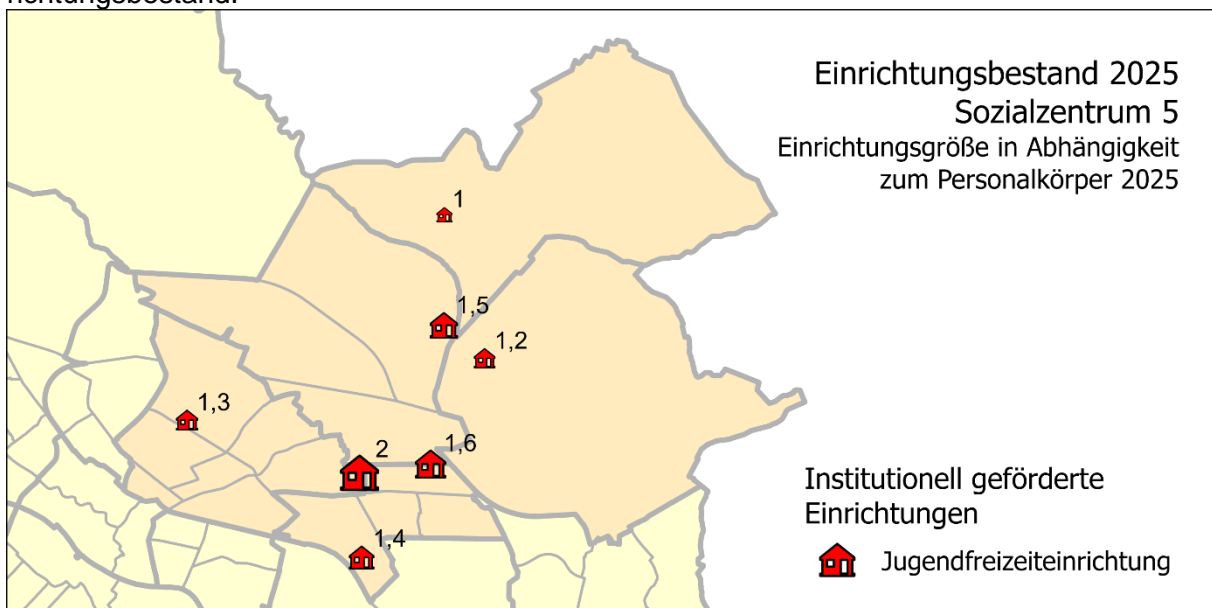 richtungsbestand.
Einrichtungsbestand 2025
Sozialzentrum 5
Einrichtungsgröße in Abhängigkeit
zum Personalkörper 2025
1
1,5
1,2
1,3
2
1,6
1,4
Institutionell geförderte
Einrichtungen
Jugendfreizeiteinrichtung